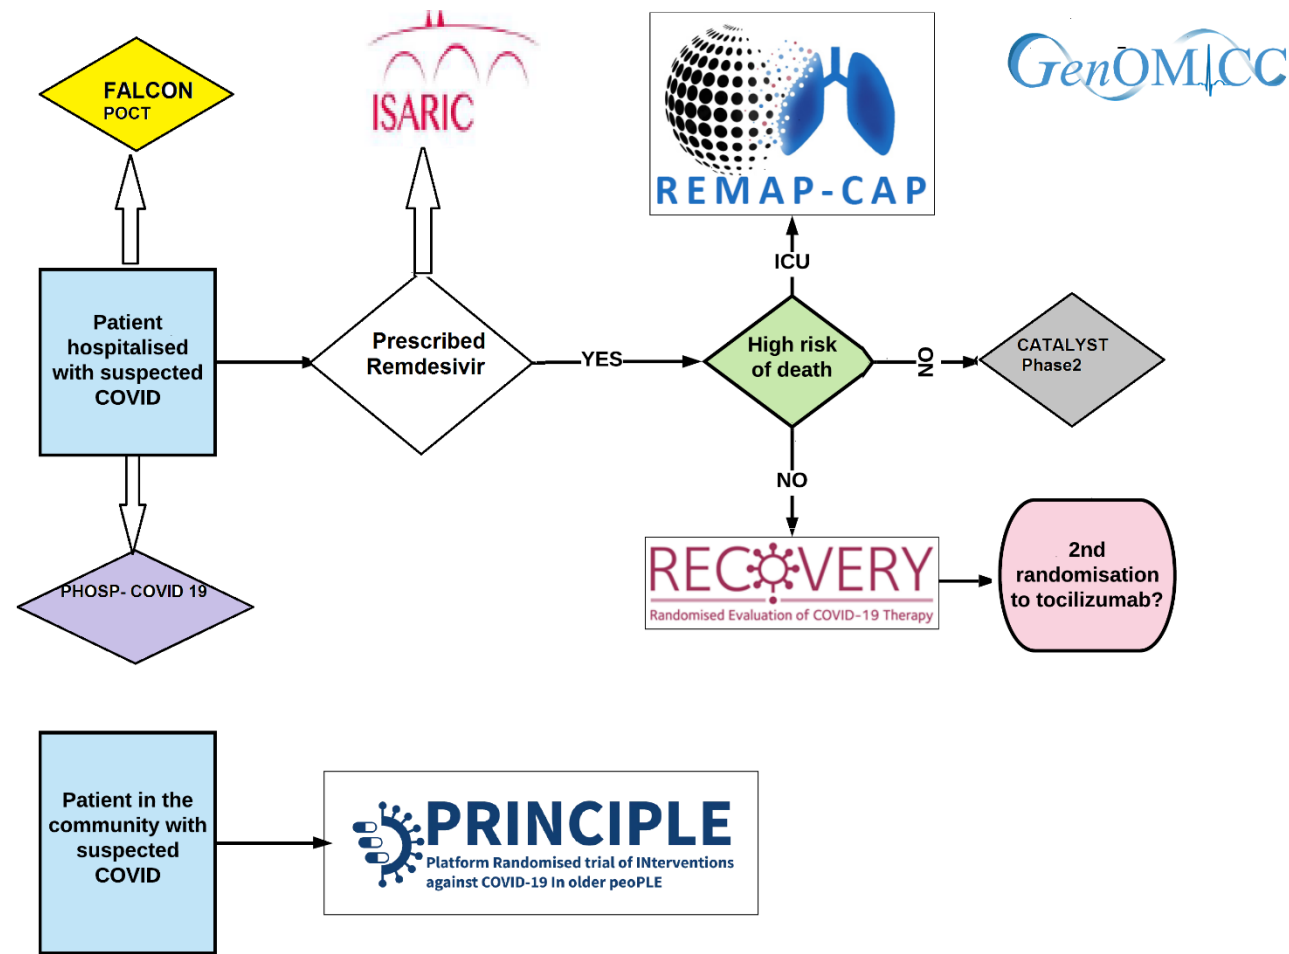 FALCON
POCT
ISARIC
REMAP-CAP
GenOMICC
Patient
hospitalised
with suspected
COVID
Prescribed
Remdesivir
YES
ICU
High risk
of death
NO
CATALYST
Phase2
NO
PHOSP- COVID 19
RECOVERY
Randomised Evaluation of COVID-19 Therapy
2nd
randomisation
to tocilizumab?
Patient in the
community with
suspected
COVID
PRINCIPLE
Platform Randomised trial of INterventions
against COVID-19 In older peoPLE